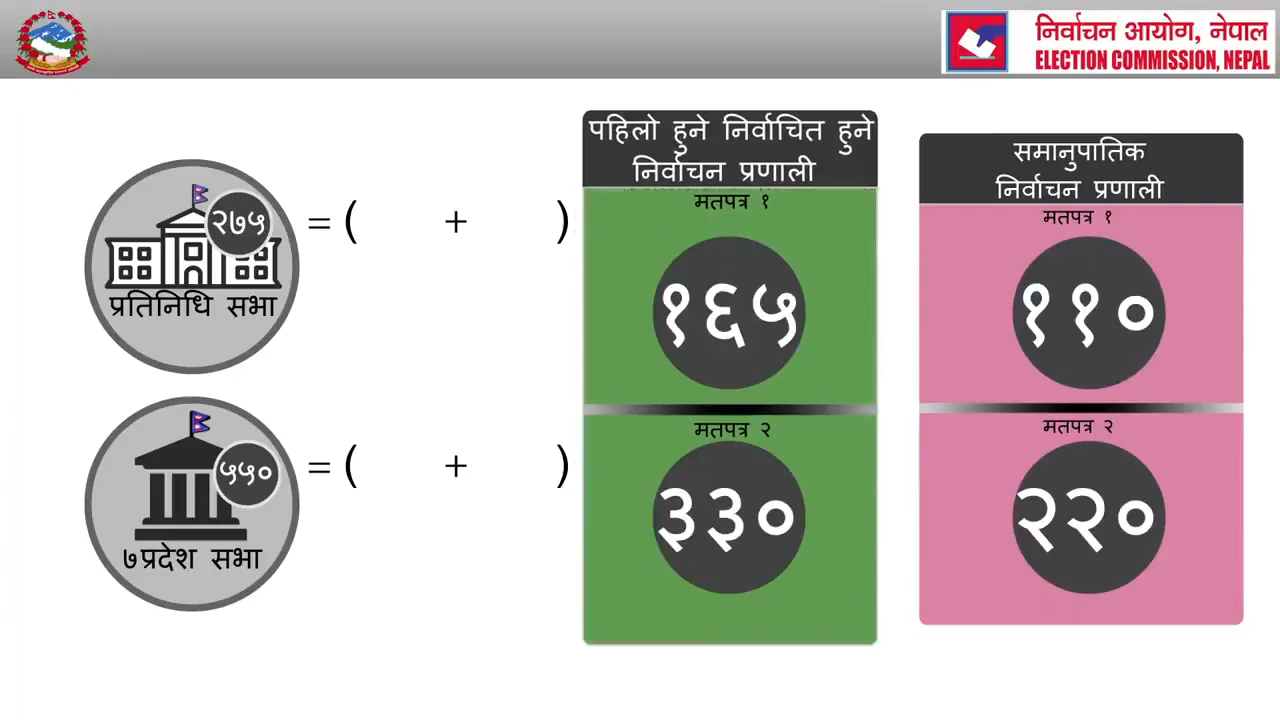 निर्वाचन आयोग, नेपाल
ELECTION COMMISSION, NEPAL
२७५
प्रतिनिधि सभा
= ( + )
५५०
७प्रदेश सभा
= ( + )
पहिलो हुने निर्वाचित हुने
निर्वाचन प्रणाली
मतपत्र १
१६५
मतपत्र २
३३०
समानुपातिक
निर्वाचन प्रणाली
मतपत्र १
११०
मतपत्र २
२२०